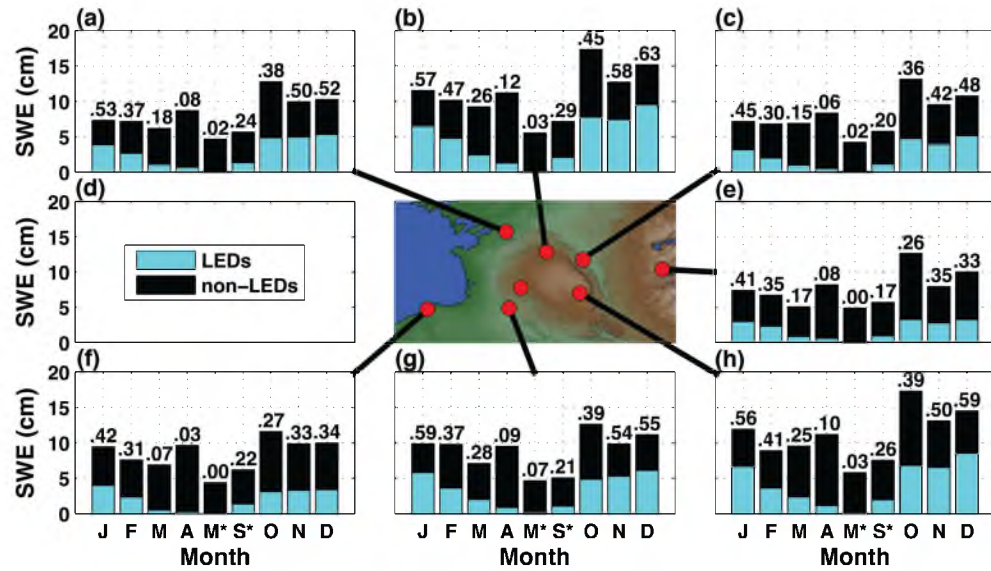 (a)
(b)
(c)
SWE (cm)
20
15
10
5
0
.53 .37 .18 .08 .02 .24 .38 .50 .52
.57 .47 .26 .12 .03 .29 .45 .58 .63
.45 .30 .15 .06 .02 .20 .36 .42 .48
(d)
(e)
SWE (cm)
20
15
10
5
0
LEDs
non-LEDs
.41 .35 .17 .08 .00 .17 .26 .35 .33
(f)
(g)
(h)
SWE (cm)
20
15
10
5
0
.42 .31 .07 .03 .00 .22 .27 .33 .34
.59 .37 .28 .09 .07 .21 .39 .54 .55
.56 .41 .25 .10 .03 .26 .39 .50 .59
J F M A M* S* O N D
J F M A M* S* O N D
J F M A M* S* O N D
Month
Month
Month